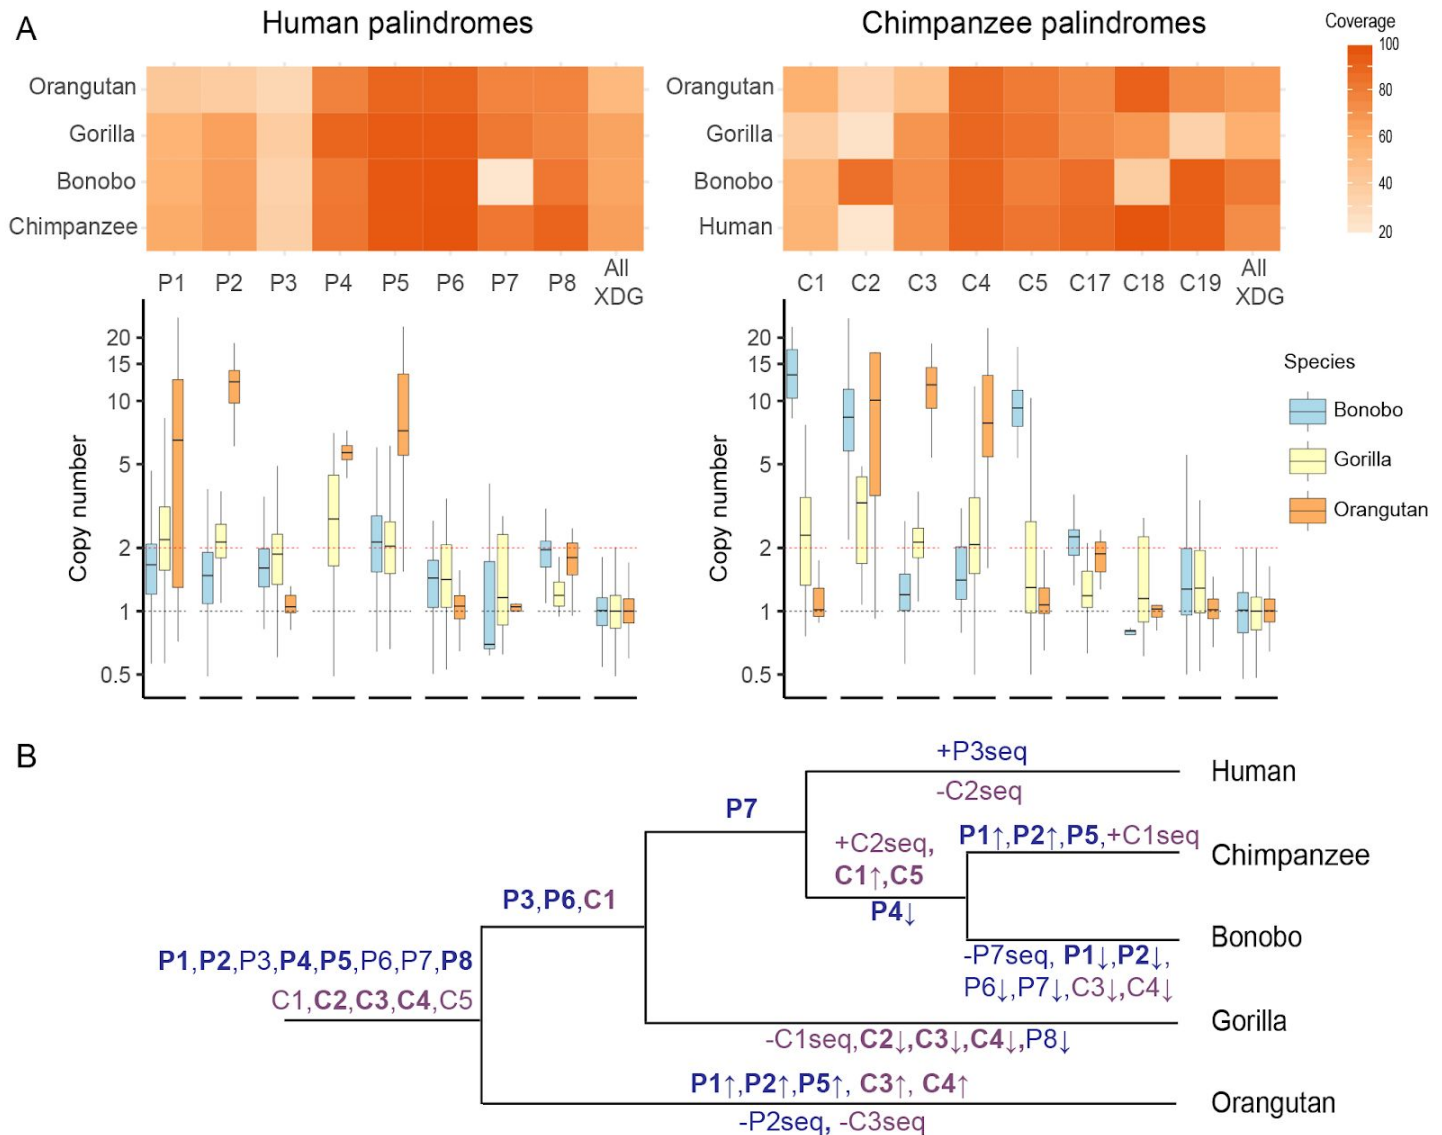 A
Human palindromes
Chimpanzee palindromes
Coverage
100
80
60
40
20
Orangutan
Gorilla
Bonobo
Chimpanzee
Orangutan
Gorilla
Bonobo
Human
P1 P2 P3 P4 P5 P6 P7 P8 All XDG
C1 C2 C3 C4 C5 C17 C18 C19 All XDG
Copy number
20
15
10
5
2
1
0.5
Copy number
20
15
10
5
2
1
0.5
Species
Bonobo
Gorilla
Orangutan
B
+P3seq
Human
-C2seq
P7
+C2seq,
C1↑,C5
P4↓
P1↑,P2↑,P5,+C1seq
Chimpanzee
P3,P6,C1
Bonobo
-P7seq, P1↓,P2↓,
P6↓,P7↓,C3↓,C4↓
P1,P2,P3,P4,P5,P6,P7,P8
C1,C2,C3,C4,C5
Gorilla
-C1seq,C2↓,C3↓,C4↓,P8↓
P1↑,P2↑,P5↑, C3↑, C4↑
Orangutan
-P2seq, -C3seq